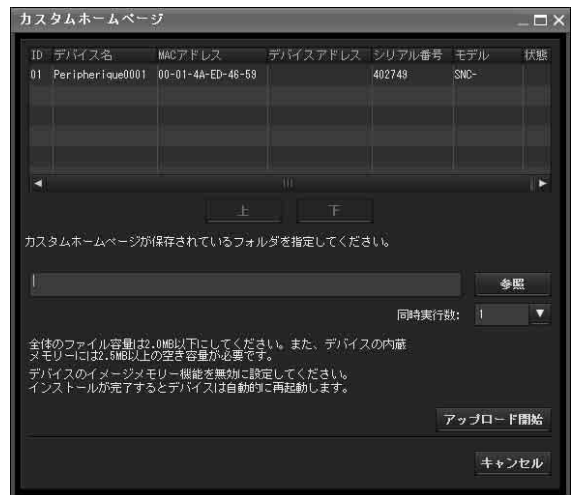 カスタムホームページ
ID デバイス名 MACアドレス デバイスアドレス シリアル番号 モデル 状態
01 Peripherique0001 00-01-4A-ED-46-59 402749 SNC-
上 下
カスタムホームページが保存されているフォルダを指定してください。
参照
同時実行数: 1
全体のファイル容量は2.0MB以下にしてください。また、デバイスの内蔵
メモリーには2.5MB以上の空き容量が必要です。
デバイスのイメージメモリー機能を無効に設定してください。
インストールが完了するとデバイスは自動的に再起動します。
アップロード開始
キャンセル